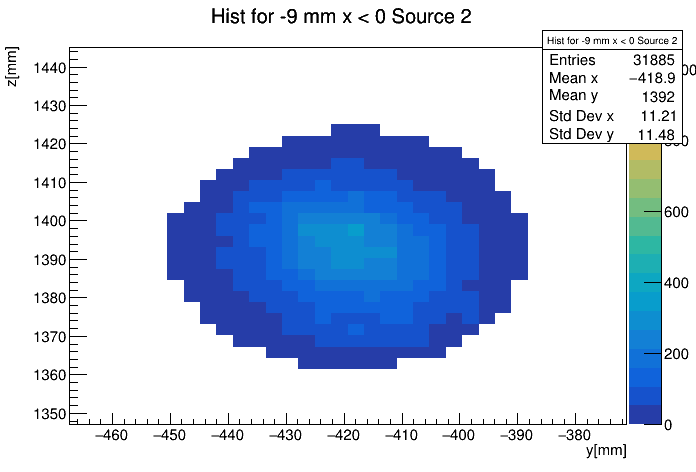 Hist for -9 mm x < 0 Source 2
z[mm]
Hist for -9 mm x < 0 Source 2
Entries 31885
Mean x −418.9
Mean y 1392
Std Dev x 11.21
Std Dev y 11.48
1440
1430
1420
1410
1400
1390
1380
1370
1360
1350
−460 −450 −440 −430 −420 −410 −400 −390 −380
y[mm]
600
400
200
0